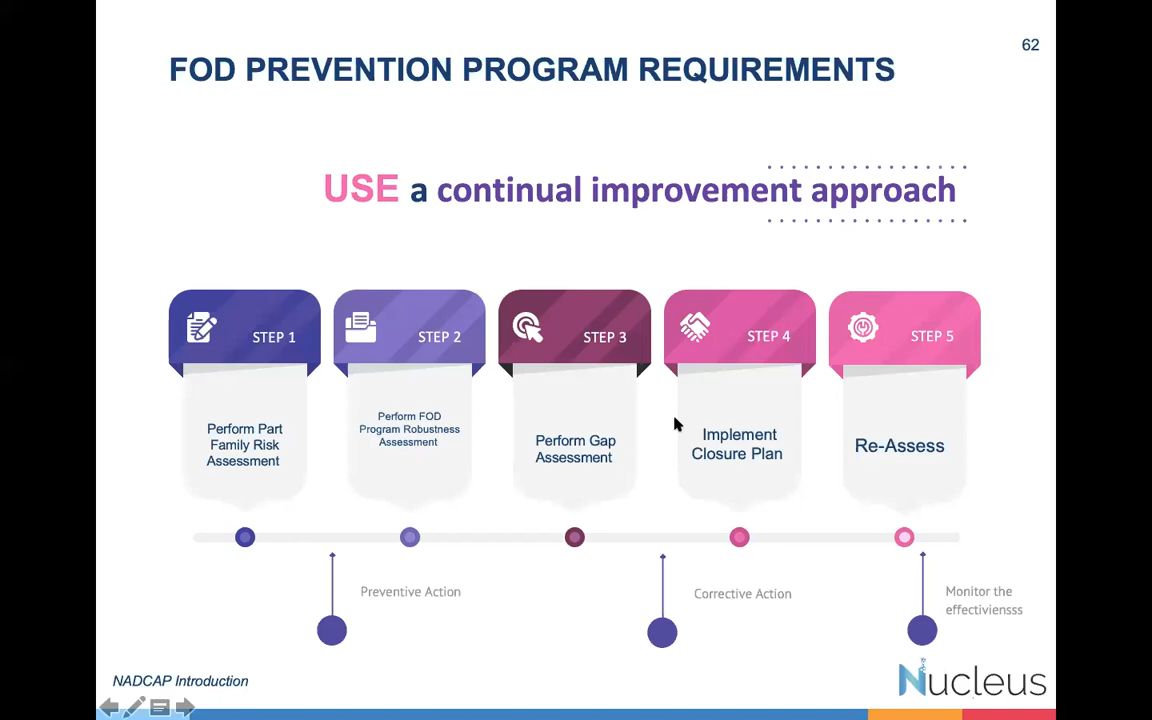 62
FOD PREVENTION PROGRAM REQUIREMENTS
USE a continual improvement approach
STEP 1
STEP 2
STEP 3
STEP 4
STEP 5
Perform Part
Family Risk
Assessment
Perform FOD
Program Robustness
Assessment
Perform Gap
Assessment
Implement
Closure Plan
Re-Assess
Preventive Action
Corrective Action
Monitor the
effectiviensss
NADCAP Introduction
Nucleus